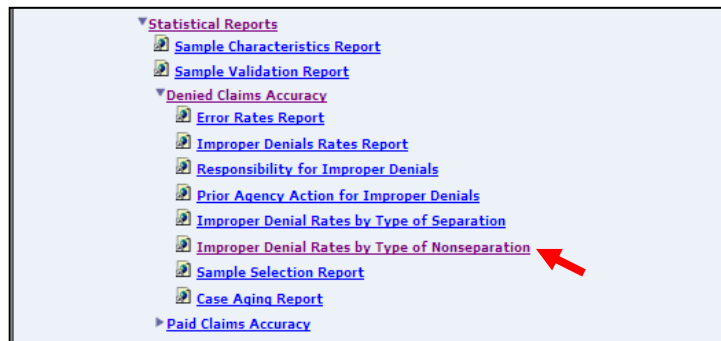 Statistical Reports
Sample Characteristics Report
Sample Validation Report
Denied Claims Accuracy
Error Rates Report
Improper Denials Rates Report
Responsibility for Improper Denials
Prior Agency Action for Improper Denials
Improper Denial Rates by Type of Separation
Improper Denial Rates by Type of Nonseparation
Sample Selection Report
Case Aging Report
Paid Claims Accuracy